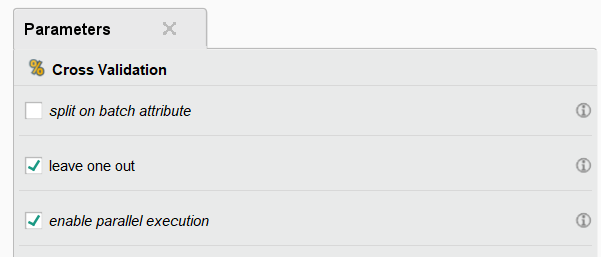 Parameters
Cross Validation
split on batch attribute
leave one out
enable parallel execution